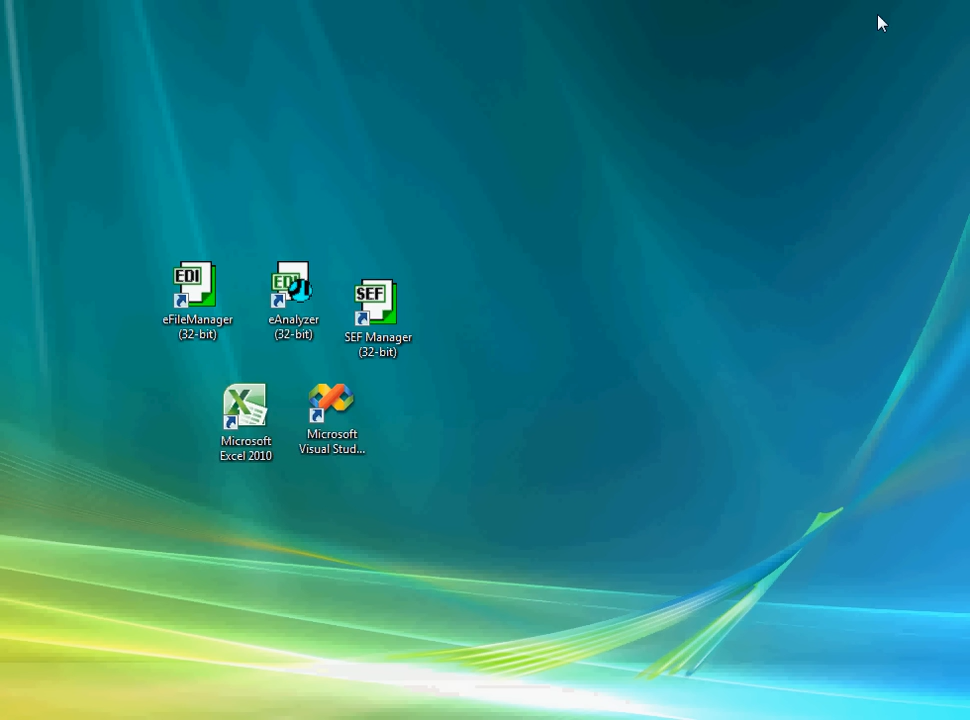 EDI
eFileManager
(32-bit)
EDI
eAnalyzer
(32-bit)
SEF
SEF Manager
(32-bit)
Microsoft
Excel 2010
Microsoft
Visual Stud...